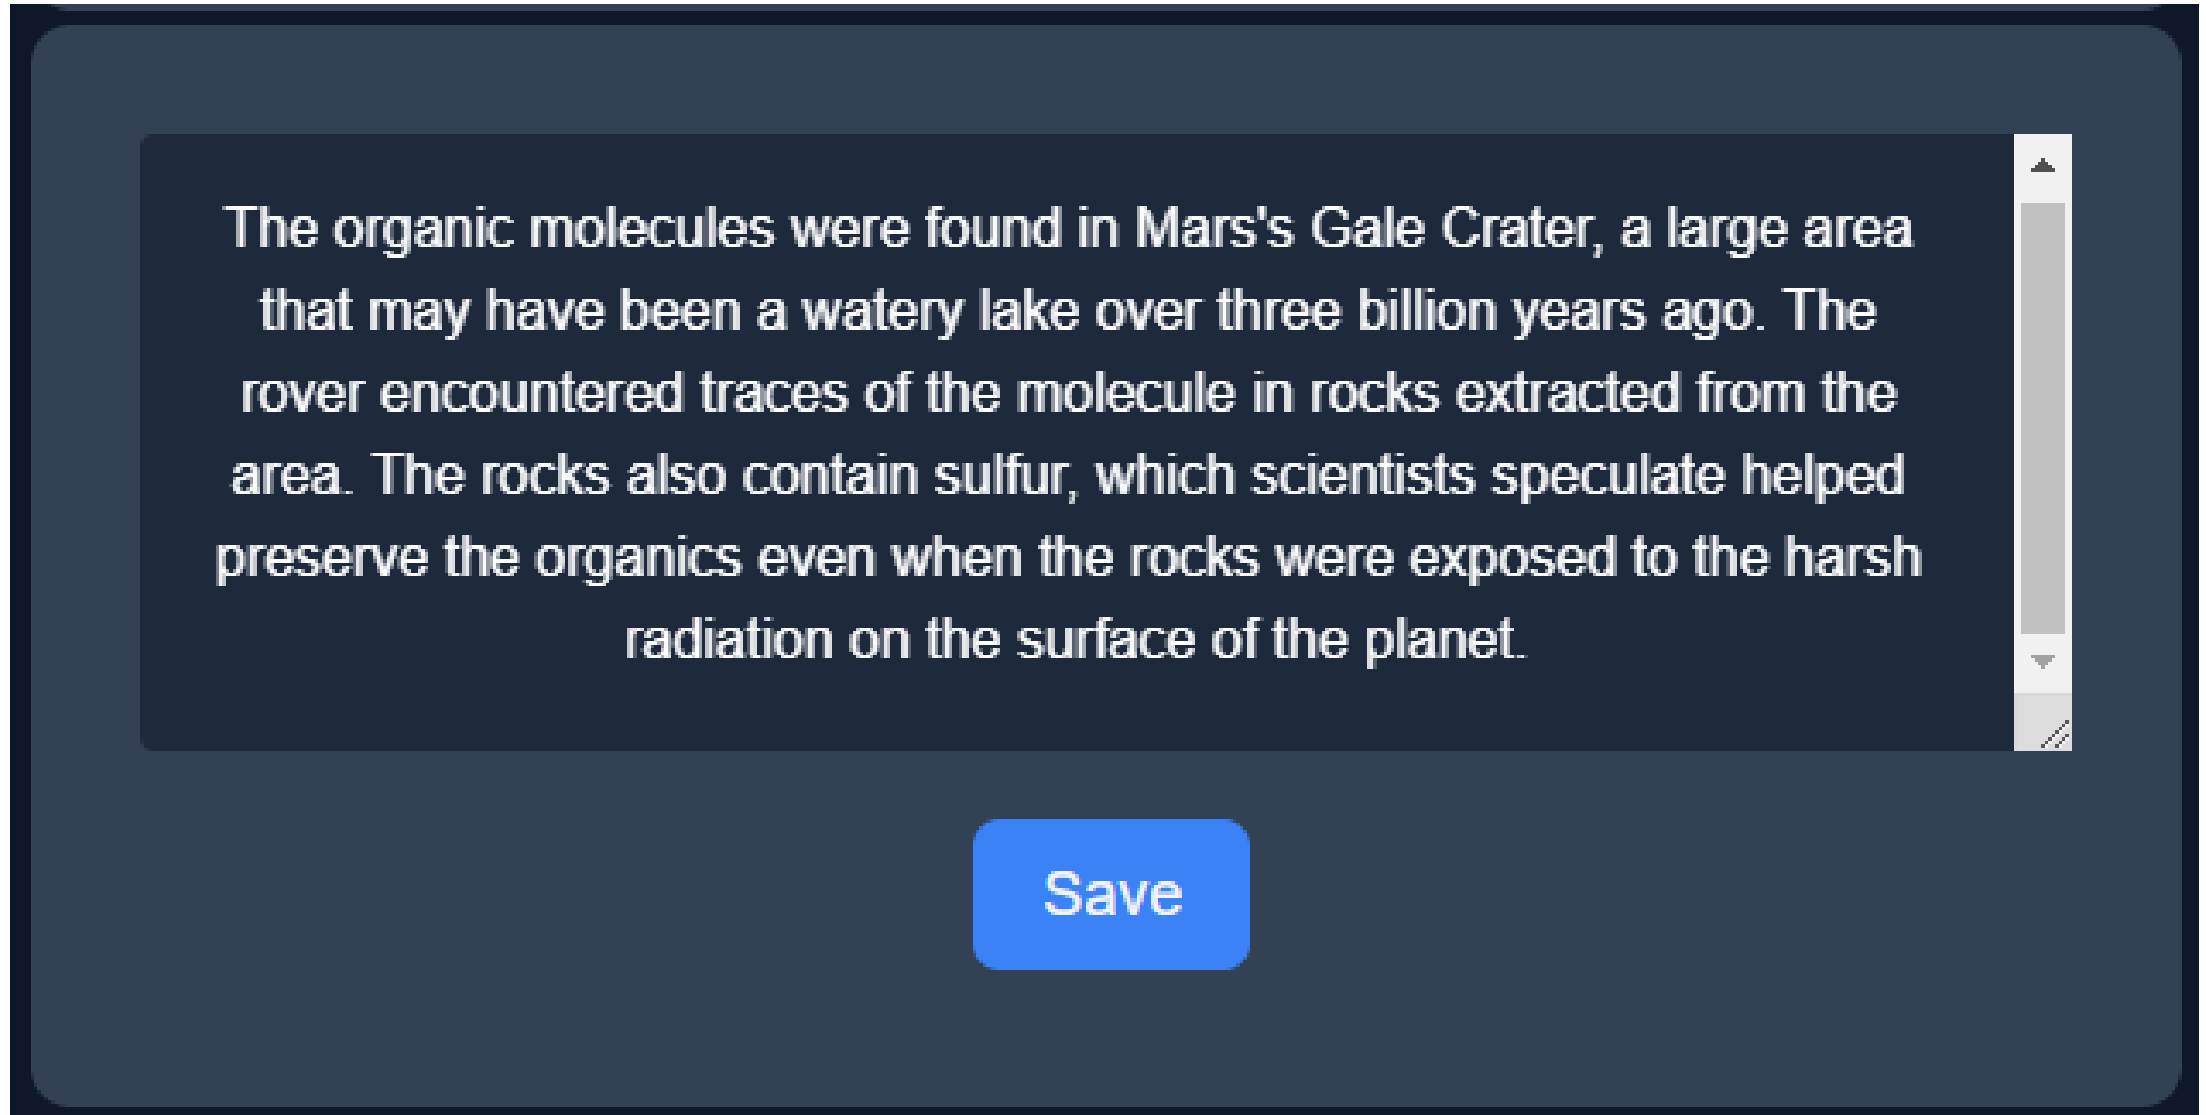 The organic molecules were found in Mars's Gale Crater, a large area
that may have been a watery lake over three billion years ago. The
rover encountered traces of the molecule in rocks extracted from the
area. The rocks also contain sulfur, which scientists speculate helped
preserve the organics even when the rocks were exposed to the harsh
radiation on the surface of the planet.
Save